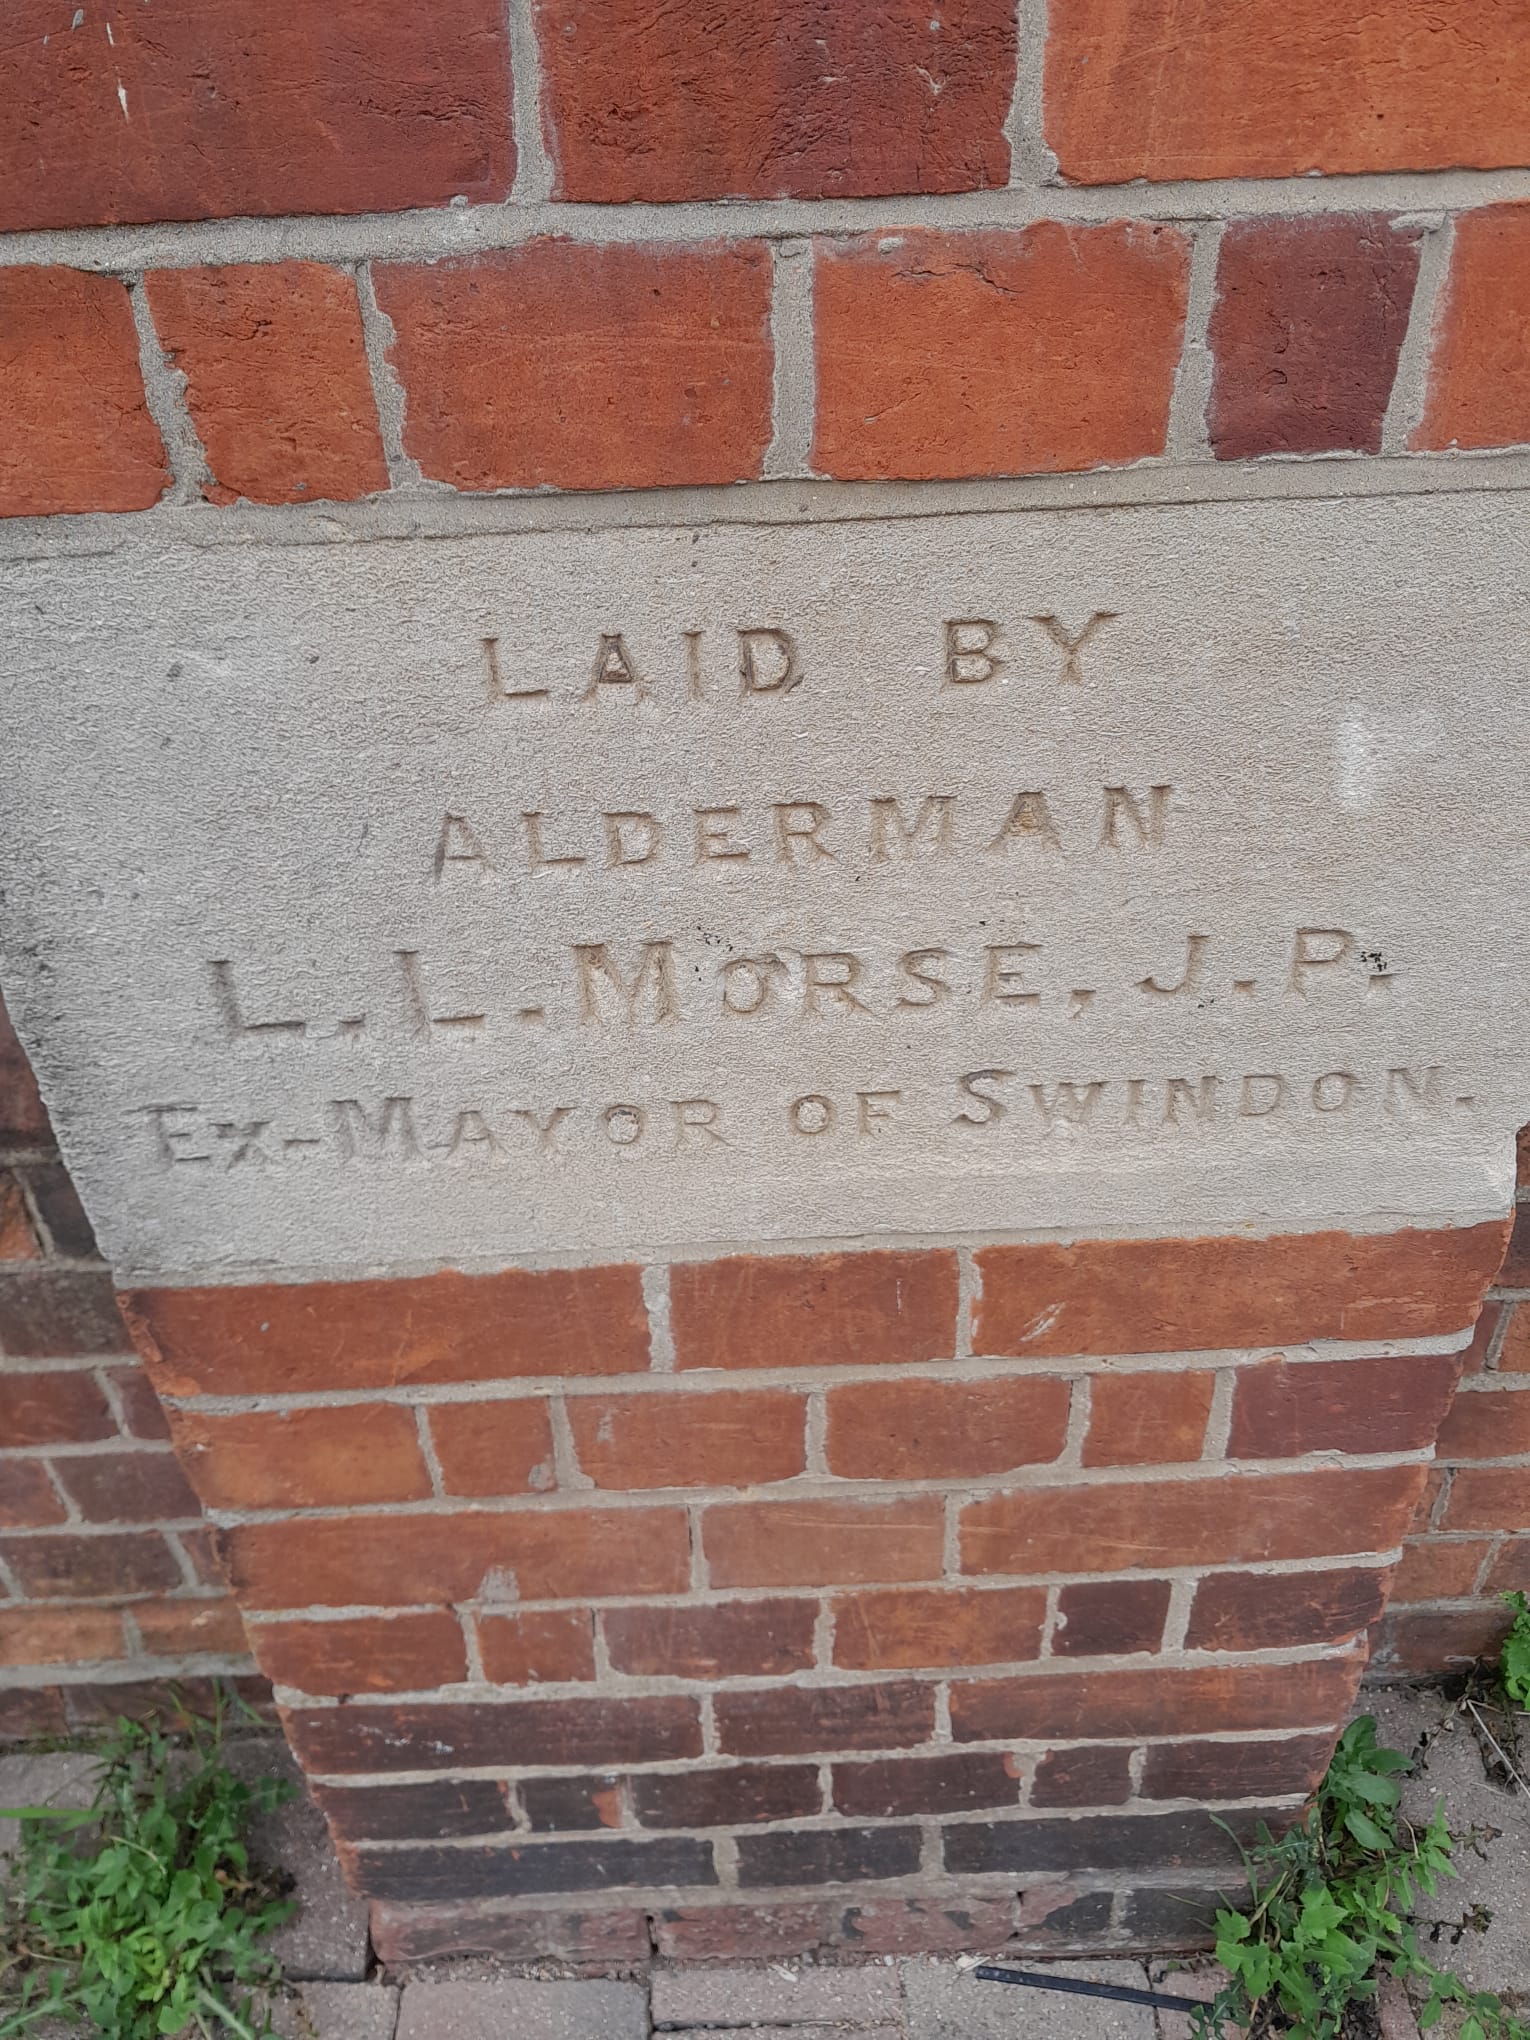 LAID BY
ALDERMAN
L.L.MORSE, J.P.
EX-MAYOR OF SWINDON.